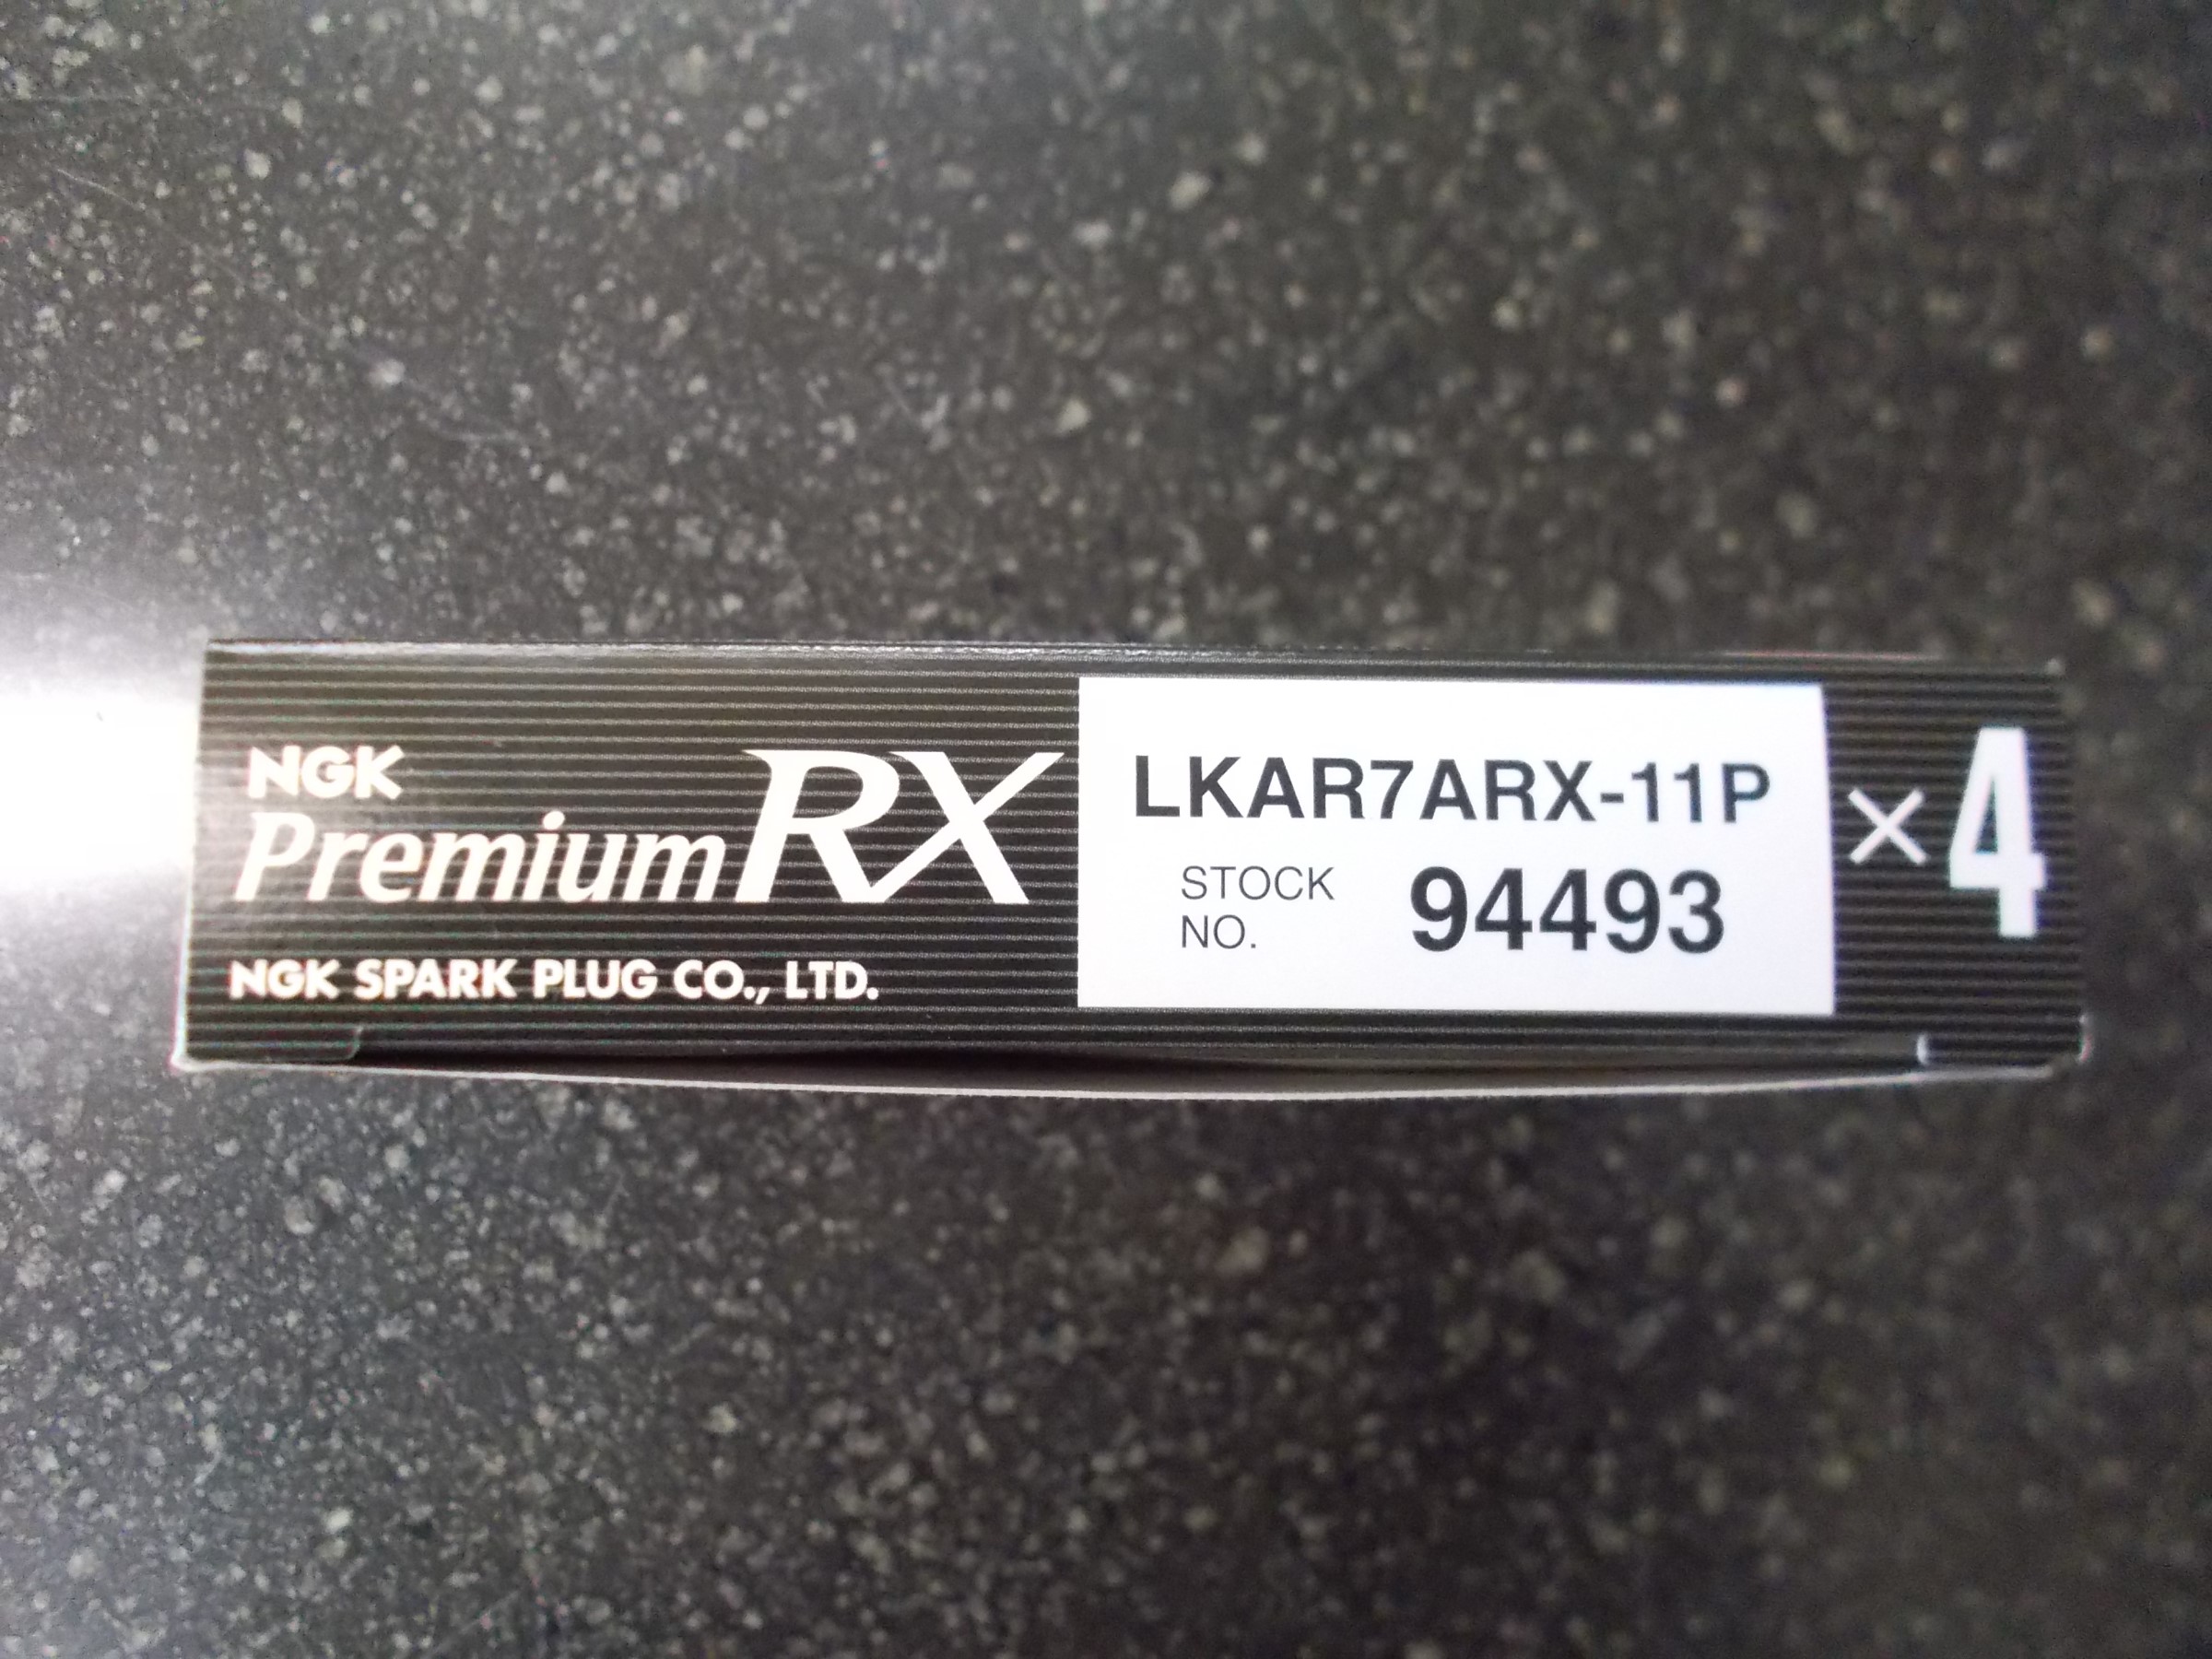 NGK
Premium RX
NGK SPARK PLUG CO., LTD.
LKAR7ARX-11P
STOCK NO. 94493
×4